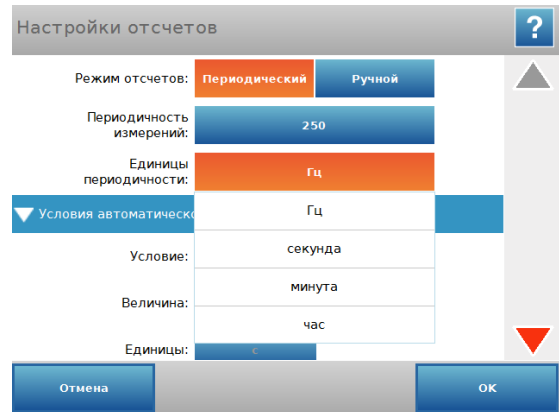 Настройки отсчетов
?
Режим отсчетов: Периодический Ручной
Периодичность
измерений: 250
Единицы
периодичности: Гц
Гц
Условия автоматическо
секунда
Условие:
минута
Величина:
час
Единицы: с
Отмена OK